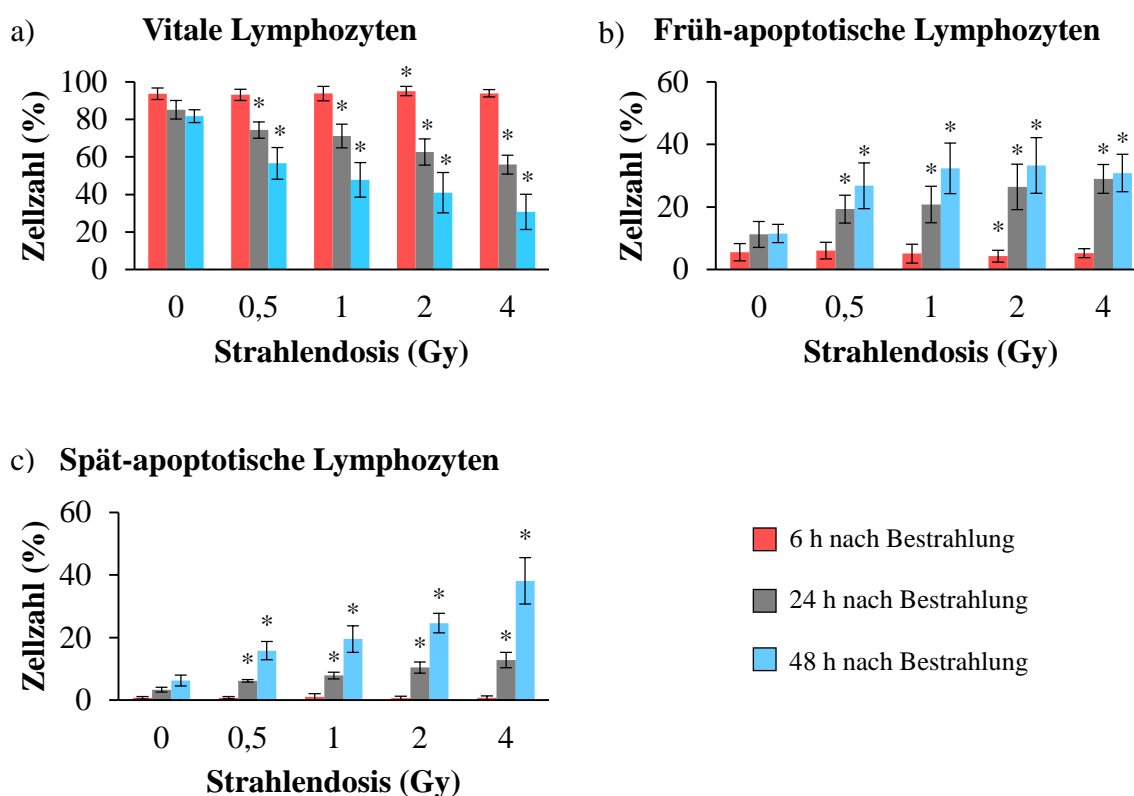 a) Vitale Lymphozyten
Zellzahl (%)
100
80
60
40
20
0
* * * * * * * * *
0 0,5 1 2 4
Strahlendosis (Gy)
b) Früh-apoptotische Lymphozyten
Zellzahl (%)
60
40
20
0
* * * * * * * * *
0 0,5 1 2 4
Strahlendosis (Gy)
c) Spät-apoptotische Lymphozyten
Zellzahl (%)
60
40
20
0
* * * * * * * *
0 0,5 1 2 4
Strahlendosis (Gy)
6 h nach Bestrahlung
24 h nach Bestrahlung
48 h nach Bestrahlung